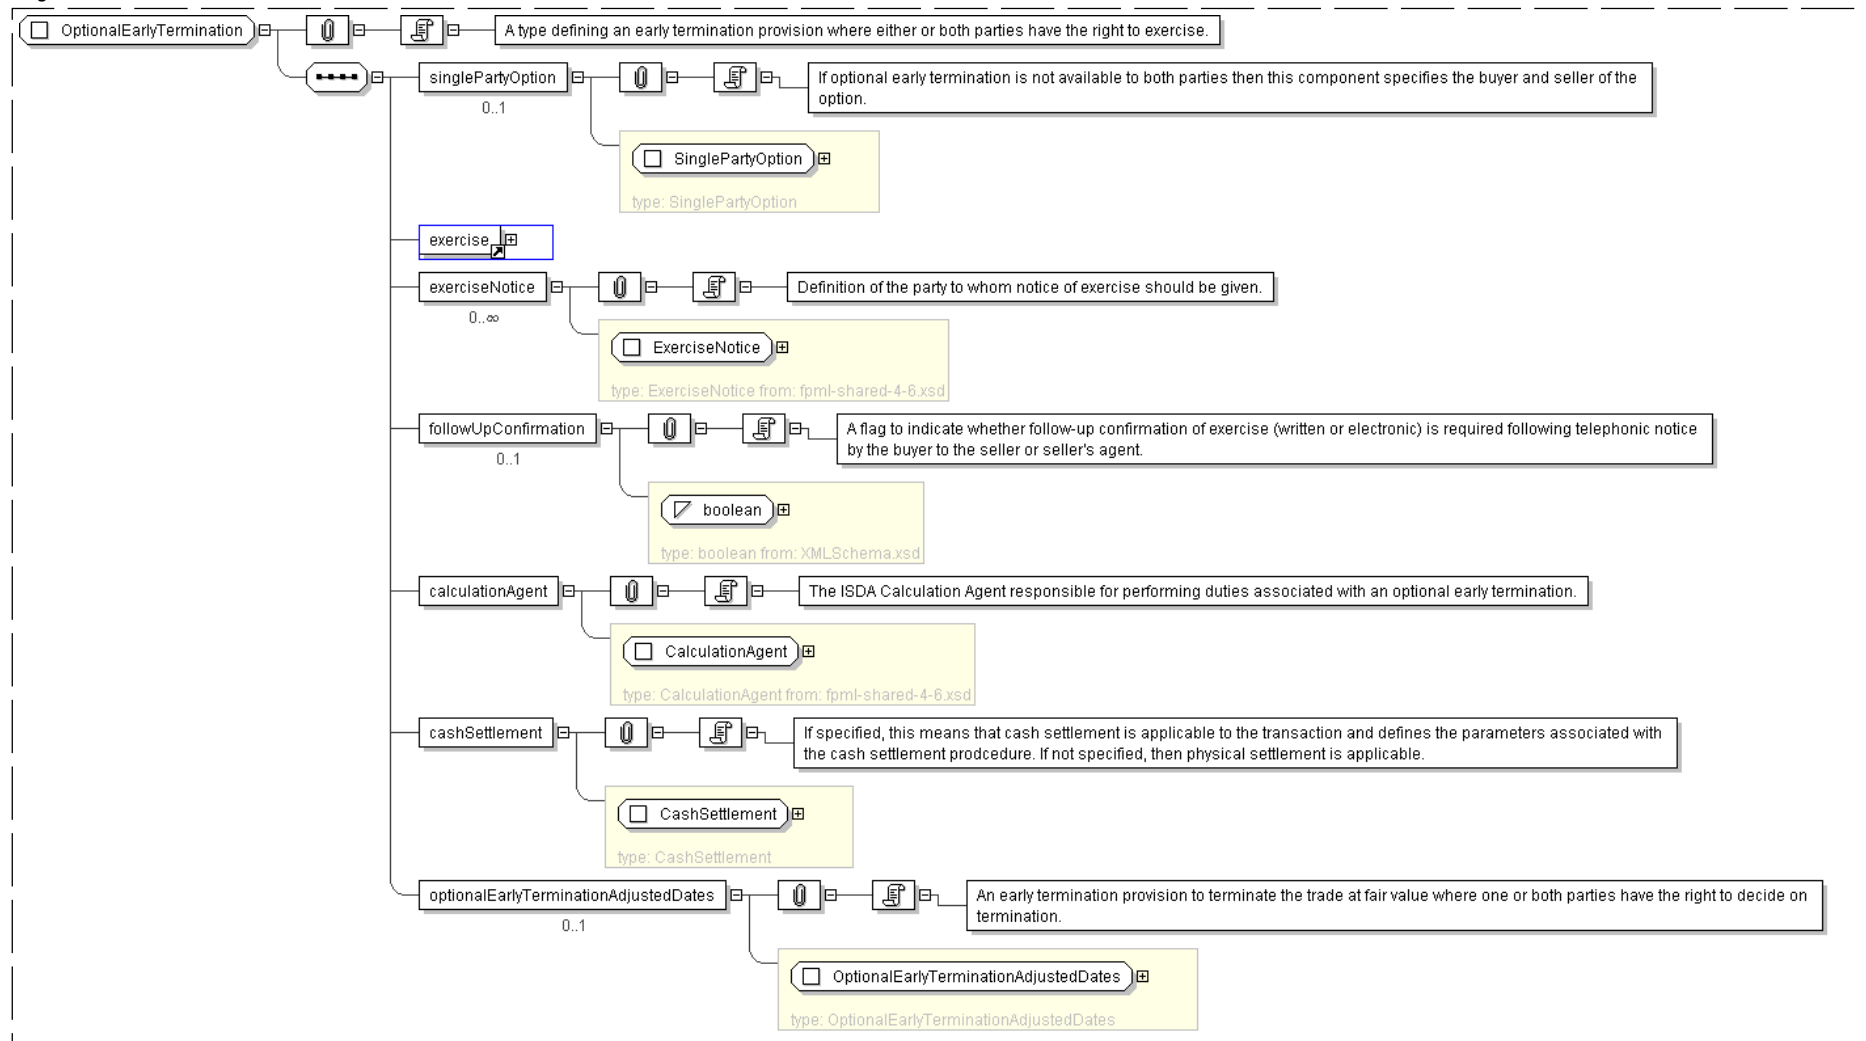 OptionalEarlyTermination
A type defining an early termination provision where either or both parties have the right to exercise.
singlePartyOption
0..1
If optional early termination is not available to both parties then this component specifies the buyer and seller of the
option.
SinglePartyOption
type: SinglePartyOption
exercise
exerciseNotice
0..∞
Definition of the party to whom notice of exercise should be given.
ExerciseNotice
type: ExerciseNotice from: fpml-shared-4-6.xsd
followUpConfirmation
0..1
A flag to indicate whether follow-up confirmation of exercise (written or electronic) is required following telephonic notice
by the buyer to the seller or seller's agent.
boolean
type: boolean from: XMLSchema.xsd
calculationAgent
The ISDA Calculation Agent responsible for performing duties associated with an optional early termination.
CalculationAgent
type: CalculationAgent from: fpml-shared-4-6.xsd
cashSettlement
If specified, this means that cash settlement is applicable to the transaction and defines the parameters associated with
the cash settlement prodcedure. If not specified, then physical settlement is applicable.
CashSettlement
type: CashSettlement
optionalEarlyTerminationAdjustedDates
0..1
An early termination provision to terminate the trade at fair value where one or both parties have the right to decide on
termination.
OptionalEarlyTerminationAdjustedDates
type: OptionalEarlyTerminationAdjustedDates